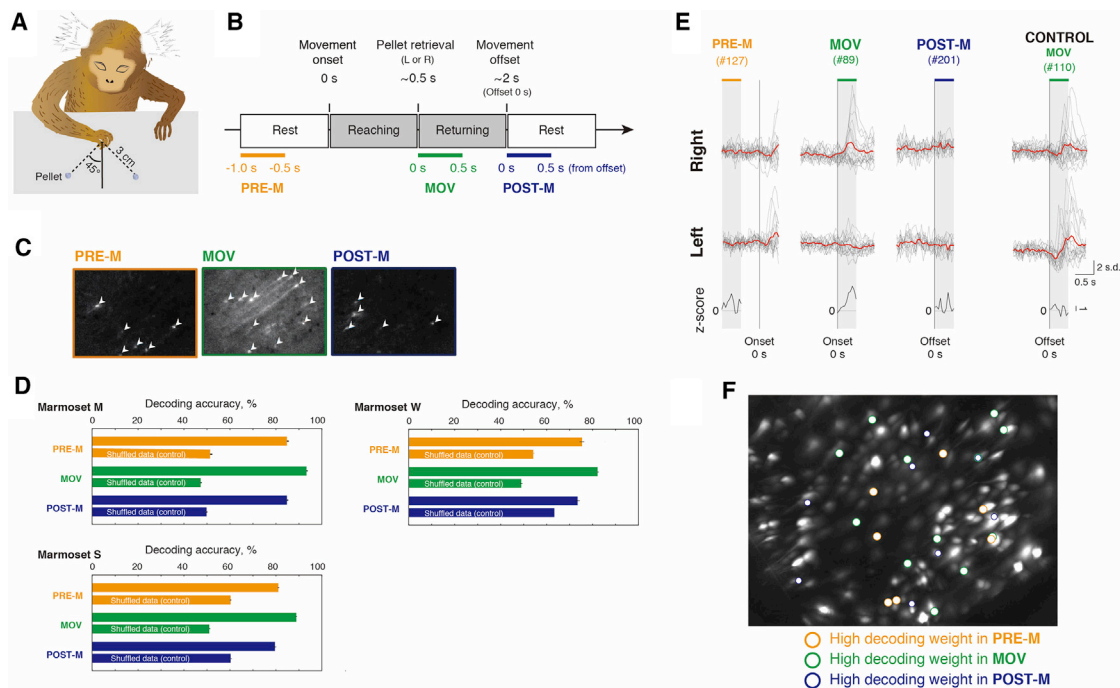 A
Pellet
45°
3 cm
B
Movement onset
0 s
Pellet retrieval
(L or R)
~0.5 s
Movement offset
~2 s
(Offset 0 s)
Rest
Reaching
Returning
Rest
-1.0 s
-0.5 s
0 s
0.5 s
0 s
0.5 s (from offset)
PRE-M
MOV
POST-M
C
PRE-M
MOV
POST-M
D
Marmoset M
Decoding accuracy, %
0 20 40 60 80 100
PRE-M
Shuffled data (control)
MOV
Shuffled data (control)
POST-M
Shuffled data (control)
Marmoset W
Decoding accuracy, %
0 20 40 60 80 100
PRE-M
Shuffled data (control)
MOV
Shuffled data (control)
POST-M
Shuffled data (control)
Marmoset S
Decoding accuracy, %
0 20 40 60 80 100
PRE-M
Shuffled data (control)
MOV
Shuffled data (control)
POST-M
Shuffled data (control)
E
PRE-M
(#127)
MOV
(#89)
POST-M
(#201)
CONTROL
MOV
(#110)
Right
Left
2 s.d.
0.5 s
z-score
0
0
0
0
1
Onset
0 s
Onset
0 s
Offset
0 s
Onset
0 s
F
High decoding weight in PRE-M
High decoding weight in MOV
High decoding weight in POST-M